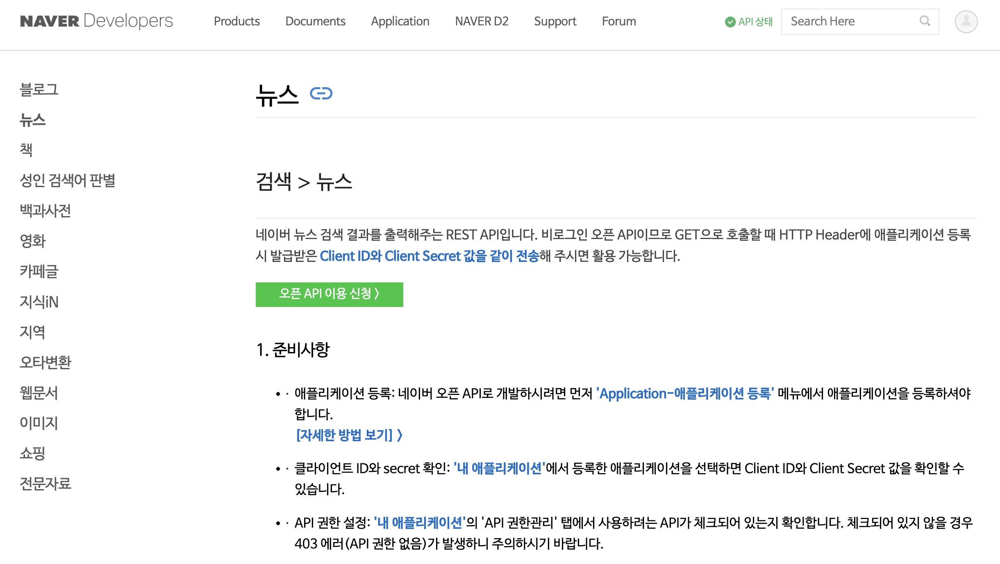 NAVER Developers
Products
Documents
Application
NAVER D2
Support
Forum
API 상태
Search Here
블로그
뉴스
책
성인 검색어 판별
백과사전
영화
카페글
지식iN
지역
오타변환
웹문서
이미지
쇼핑
전문자료
뉴스
검색 > 뉴스
네이버 뉴스 검색 결과를 출력해주는 REST API입니다. 비로그인 오픈 API이므로 GET으로 호출할 때 HTTP Header에 애플리케이션 등록
시 발급받은 Client ID와 Client Secret 값을 같이 전송해 주시면 활용 가능합니다.
오픈 API 이용 신청 〉
1. 준비사항
• · 애플리케이션 등록: 네이버 오픈 API로 개발하시려면 먼저 'Application-애플리케이션 등록' 메뉴에서 애플리케이션을 등록하셔야
합니다.
[자세한 방법 보기] 〉
• · 클라이언트 ID와 secret 확인: '내 애플리케이션'에서 등록한 애플리케이션을 선택하면 Client ID와 Client Secret 값을 확인할 수
있습니다.
• · API 권한 설정: '내 애플리케이션'의 'API 권한관리' 탭에서 사용하려는 API가 체크되어 있는지 확인합니다. 체크되어 있지 않을 경우
403 에러(API 권한 없음)가 발생하니 주의하시기 바랍니다.